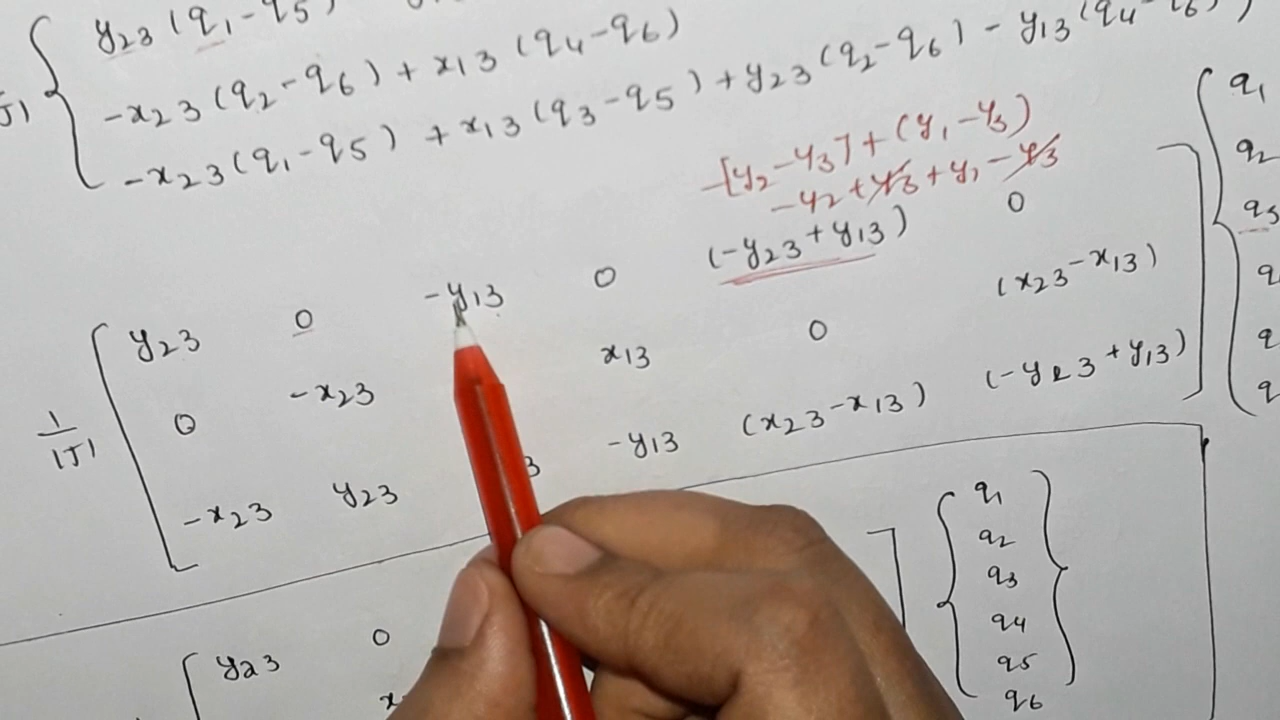 y23 (q1 - q5)
-x23 (q2 - q6) + x13 (q4 - q6)
-x23 (q1 - q5) + x13 (q3 - q5) + y23 (q2 - q6) - y13 (q4 - q6)
-[y2 - y3] + (y1 - y3)
-y2 + y3 + y1 - y3
y23 0 -y13 0 (-y23 + y13) 0
0 -x23 x13 0 (x23 - x13)
1/|J|
-x23 y23 3 -y13 (x23 - x13) (-y23 + y13)
q1
q2
q3
q
q
q
y23 0
q1
q2
q3
q4
q5
q6